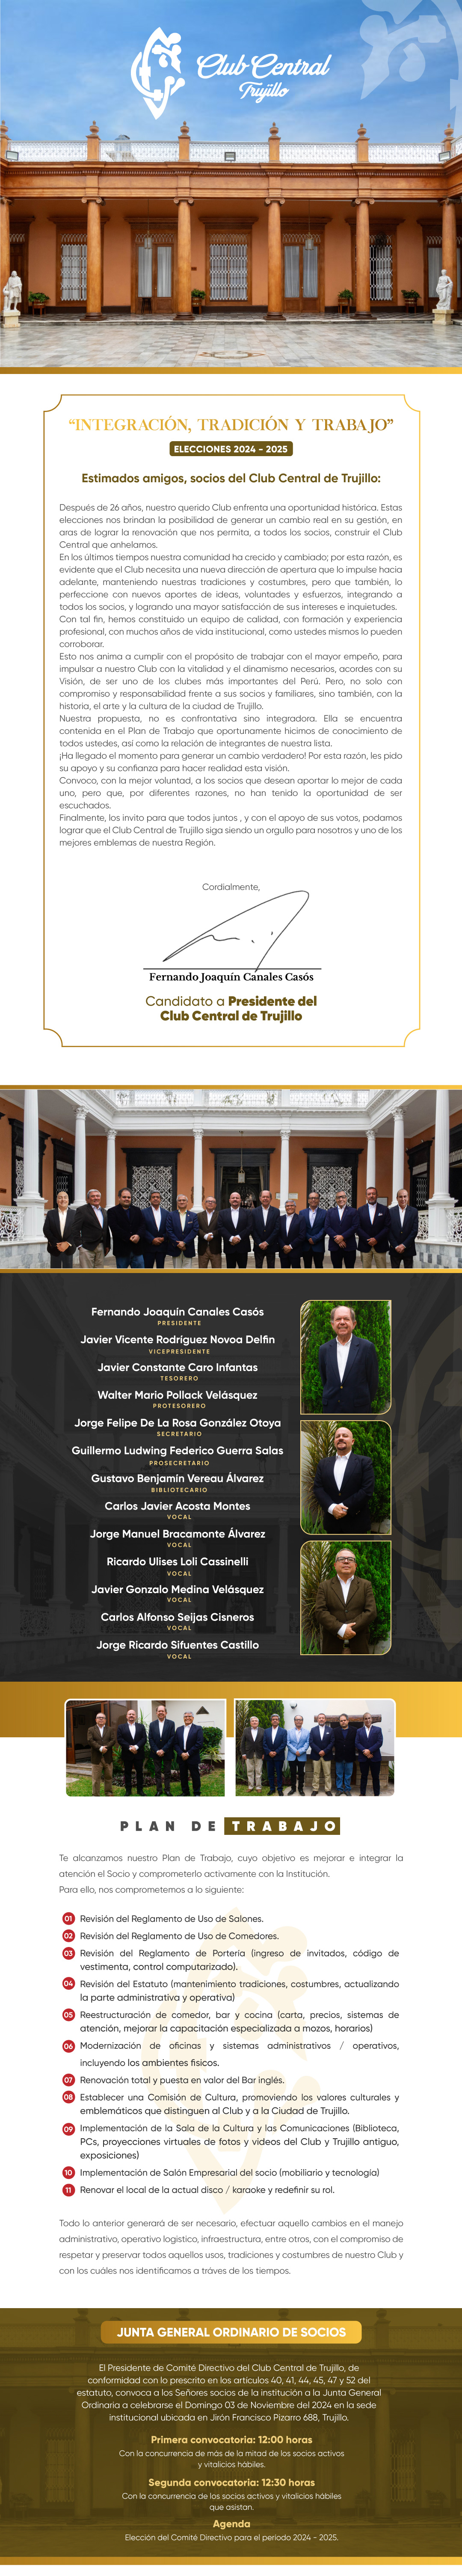 Club Central
Trujillo
“INTEGRACIÓN, TRADICIÓN Y TRABAJO”
ELECCIONES 2024 - 2025
Estimados amigos, socios del Club Central de Trujillo:
Después de 26 años, nuestro querido Club enfrenta una oportunidad histórica. Estas
elecciones nos brindan la posibilidad de generar un cambio real en su gestión, en
aras de lograr la renovación que nos permita, a todos los socios, construir el Club
Central que anhelamos.
En los últimos tiempos nuestra comunidad ha crecido y cambiado; por esta razón, es
evidente que el Club necesita una nueva dirección de apertura que lo impulse hacia
adelante, manteniendo nuestras tradiciones y costumbres, pero que también, lo
perfeccione con nuevos aportes de ideas, voluntades y esfuerzos, integrando a
todos los socios, y logrando una mayor satisfacción de sus intereses e inquietudes.
Con tal fin, hemos constituido un equipo de calidad, con formación y experiencia
profesional, con muchos años de vida institucional, como ustedes mismos lo pueden
corroborar.
Esto nos anima a cumplir con el propósito de trabajar con el mayor empeño, para
impulsar a nuestro Club con la vitalidad y el dinamismo necesarios, acordes con su
Visión, de ser uno de los clubes más importantes del Perú. Pero, no solo con
compromiso y responsabilidad frente a sus socios y familiares, sino también, con la
historia, el arte y la cultura de la ciudad de Trujillo.
Nuestra propuesta, no es confrontativa sino integradora. Ella se encuentra
contenida en el Plan de Trabajo que oportunamente hicimos de conocimiento de
todos ustedes, así como la relación de integrantes de nuestra lista.
¡Ha llegado el momento para generar un cambio verdadero! Por esta razón, les pido
su apoyo y su confianza para hacer realidad esta visión.
Convoco, con la mejor voluntad, a los socios que desean aportar lo mejor de cada
uno, pero que, por diferentes razones, no han tenido la oportunidad de ser
escuchados.
Finalmente, los invito para que todos juntos , y con el apoyo de sus votos, podamos
lograr que el Club Central de Trujillo siga siendo un orgullo para nosotros y uno de los
mejores emblemas de nuestra Región.
Cordialmente,
Fernando Joaquín Canales Casós
Candidato a Presidente del
Club Central de Trujillo
Fernando Joaquín Canales Casós
PRESIDENTE
Javier Vicente Rodríguez Novoa Delfín
VICEPRESIDENTE
Javier Constante Caro Infantas
TESORERO
Walter Mario Pollack Velásquez
PROTESORERO
Jorge Felipe De La Rosa González Otoya
SECRETARIO
Guillermo Ludwing Federico Guerra Salas
PROSECRETARIO
Gustavo Benjamín Vereau Álvarez
BIBLIOTECARIO
Carlos Javier Acosta Montes
VOCAL
Jorge Manuel Bracamonte Álvarez
VOCAL
Ricardo Ulises Loli Cassinelli
VOCAL
Javier Gonzalo Medina Velásquez
VOCAL
Carlos Alfonso Seijas Cisneros
VOCAL
Jorge Ricardo Sifuentes Castillo
VOCAL
PLAN DE TRABAJO
Te alcanzamos nuestro Plan de Trabajo, cuyo objetivo es mejorar e integrar la
atención el Socio y comprometerlo activamente con la Institución.
Para ello, nos comprometemos a lo siguiente:
01 Revisión del Reglamento de Uso de Salones.
02 Revisión del Reglamento de Uso de Comedores.
03 Revisión del Reglamento de Portería (ingreso de invitados, código de
vestimenta, control computarizado).
04 Revisión del Estatuto (mantenimiento tradiciones, costumbres, actualizando
la parte administrativa y operativa)
05 Reestructuración de comedor, bar y cocina (carta, precios, sistemas de
atención, mejorar la capacitación especializada a mozos, horarios)
06 Modernización de oficinas y sistemas administrativos / operativos,
incluyendo los ambientes físicos.
07 Renovación total y puesta en valor del Bar inglés.
08 Establecer una Comisión de Cultura, promoviendo los valores culturales y
emblemáticos que distinguen al Club y a la Ciudad de Trujillo.
09 Implementación de la Sala de la Cultura y las Comunicaciones (Biblioteca,
PCs, proyecciones virtuales de fotos y videos del Club y Trujillo antiguo,
exposiciones)
10 Implementación de Salón Empresarial del socio (mobiliario y tecnología)
11 Renovar el local de la actual disco / karaoke y redefinir su rol.
Todo lo anterior generará de ser necesario, efectuar aquello cambios en el manejo
administrativo, operativo logistico, infraestructura, entre otros, con el compromiso de
respetar y preservar todos aquellos usos, tradiciones y costumbres de nuestro Club y
con los cuáles nos identificamos a tráves de los tiempos.
JUNTA GENERAL ORDINARIO DE SOCIOS
El Presidente de Comité Directivo del Club Central de Trujillo, de
conformidad con lo prescrito en los artículos 40, 41, 44, 45, 47 y 52 del
estatuto, convoca a los Señores socios de la institución a la Junta General
Ordinaria a celebrarse el Domingo 03 de Noviembre del 2024 en la sede
institucional ubicada en Jirón Francisco Pizarro 688, Trujillo.
Primera convocatoria: 12:00 horas
Con la concurrencia de más de la mitad de los socios activos
y vitalicios hábiles.
Segunda convocatoria: 12:30 horas
Con la concurrencia de los socios activos y vitalicios hábiles
que asistan.
Agenda
Elección del Comité Directivo para el periodo 2024 - 2025.